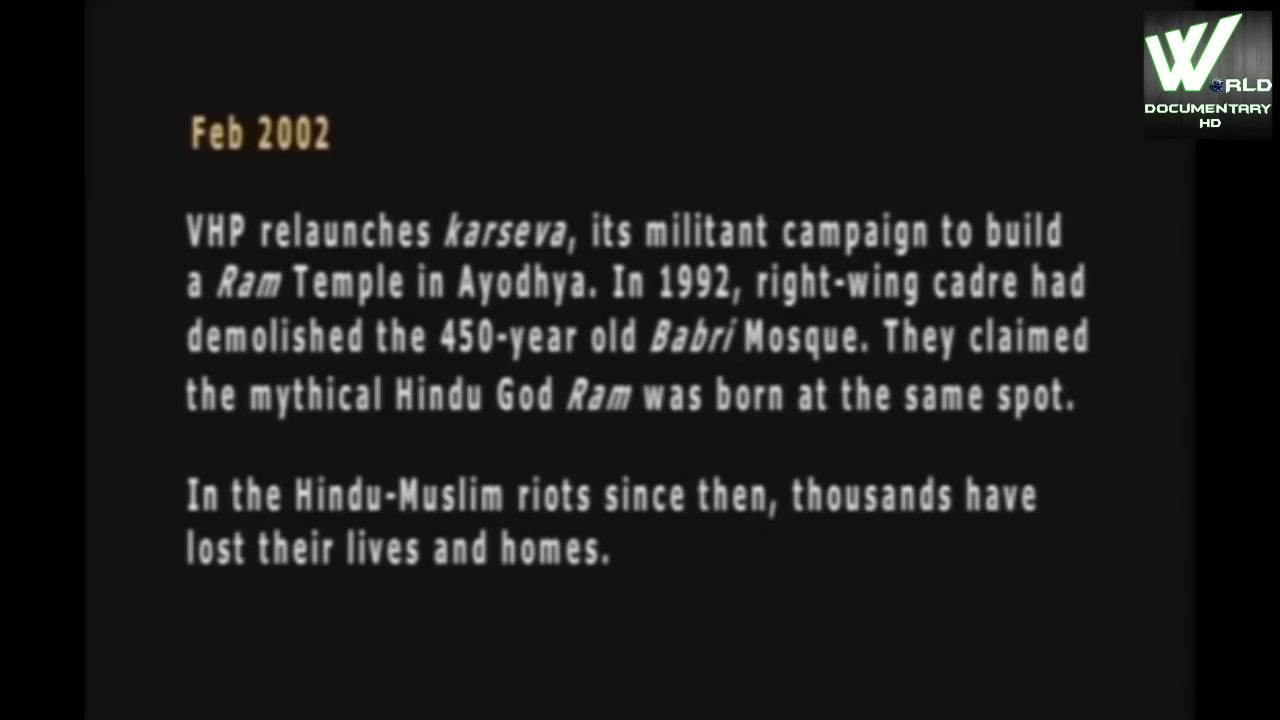 WORLD
DOCUMENTARY
HD
Feb 2002
VHP relaunches karseva, its militant campaign to build
a Ram Temple in Ayodhya. In 1992, right-wing cadre had
demolished the 450-year old Babri Mosque. They claimed
the mythical Hindu God Ram was born at the same spot.
In the Hindu-Muslim riots since then, thousands have
lost their lives and homes.